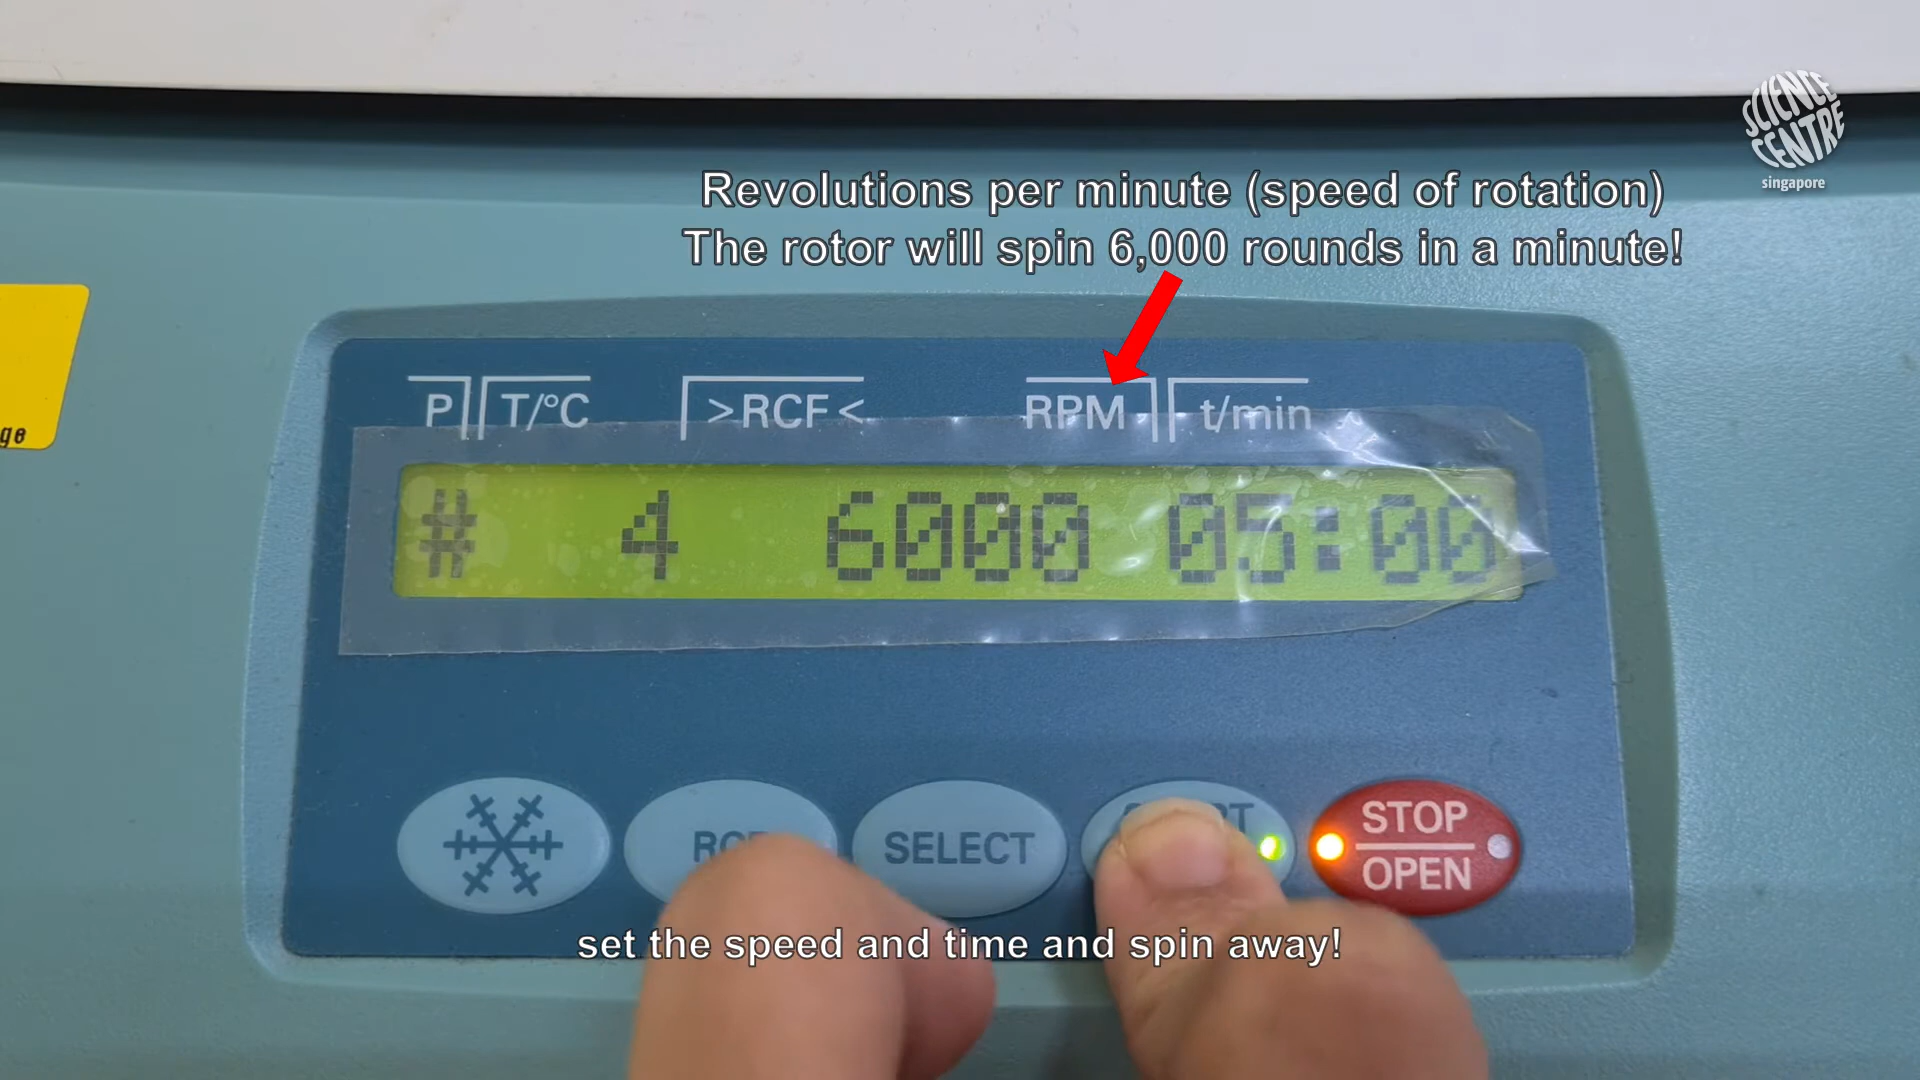 SCIENCE
CENTRE
singapore
Revolutions per minute (speed of rotation)
The rotor will spin 6,000 rounds in a minute!
ge
P T/°C >RCF< RPM t/min
# 4 6000 05:00
SELECT
STOP
OPEN
set the speed and time and spin away!